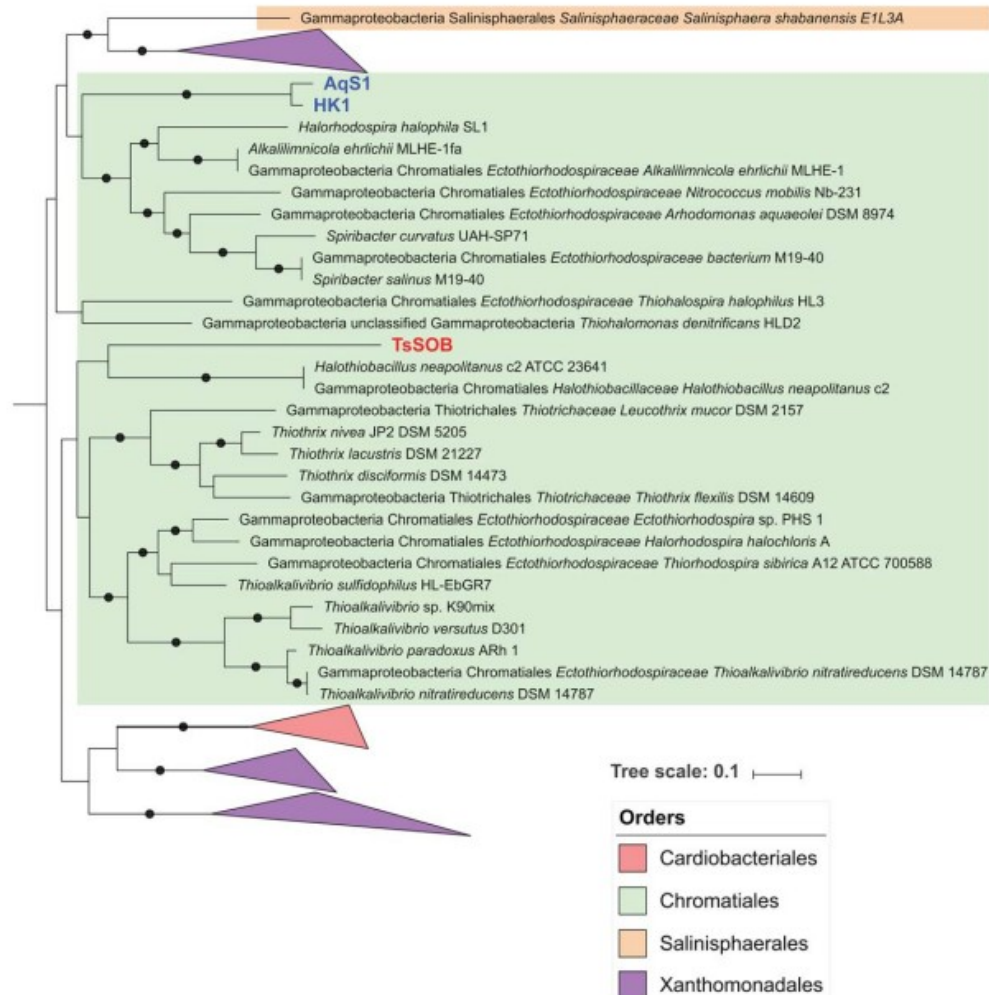 Gammaproteobacteria Salinisphaerales Salinisphaeraceae Salinisphaera shabanensis E1L3A
AqS1
HK1
Halorhodospira halophila SL1
Alkalilimnicola ehrlichii MLHE-1fa
Gammaproteobacteria Chromatiales Ectothiorhodospiraceae Alkalilimnicola ehrlichii MLHE-1
Gammaproteobacteria Chromatiales Ectothiorhodospiraceae Nitrococcus mobilis Nb-231
Gammaproteobacteria Chromatiales Ectothiorhodospiraceae Arhodomonas aquaeolei DSM 8974
Spiribacter curvatus UAH-SP71
Gammaproteobacteria Chromatiales Ectothiorhodospiraceae bacterium M19-40
Spiribacter salinus M19-40
Gammaproteobacteria Chromatiales Ectothiorhodospiraceae Thiohalospira halophilus HL3
Gammaproteobacteria unclassified Gammaproteobacteria Thiohalomonas denitrificans HLD2
TsSOB
Halothiobacillus neapolitanus c2 ATCC 23641
Gammaproteobacteria Chromatiales Halothiobacillaceae Halothiobacillus neapolitanus c2
Gammaproteobacteria Thiotrichales Thiotrichaceae Leucothrix mucor DSM 2157
Thiothrix nivea JP2 DSM 5205
Thiothrix lacustris DSM 21227
Thiothrix disciformis DSM 14473
Gammaproteobacteria Thiotrichales Thiotrichaceae Thiothrix flexilis DSM 14609
Gammaproteobacteria Chromatiales Ectothiorhodospiraceae Ectothiorhodospira sp. PHS 1
Gammaproteobacteria Chromatiales Ectothiorhodospiraceae Halorhodospira halochloris A
Gammaproteobacteria Chromatiales Ectothiorhodospiraceae Thiorhodospira sibirica A12 ATCC 700588
Thioalkalivibrio sulfidophilus HL-EbGR7
Thioalkalivibrio sp. K90mix
Thioalkalivibrio versutus D301
Thioalkalivibrio paradoxus ARh 1
Gammaproteobacteria Chromatiales Ectothiorhodospiraceae Thioalkalivibrio nitratireducens DSM 14787
Thioalkalivibrio nitratireducens DSM 14787
Tree scale: 0.1
Orders
Cardiobacteriales
Chromatiales
Salinisphaerales
Xanthomonadales